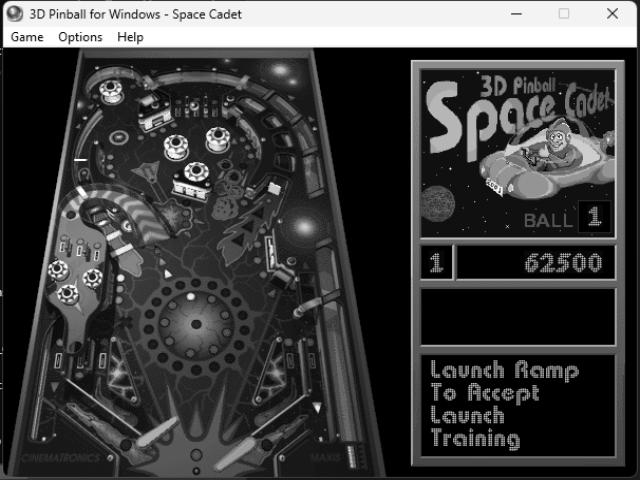 3D Pinball for Windows - Space Cadet
Game Options Help
3D Pinball
Space Cadet
BALL 1
1 62500
Launch Ramp
To Accept
Launch
Training
CINEMATRONICS
MAXIS